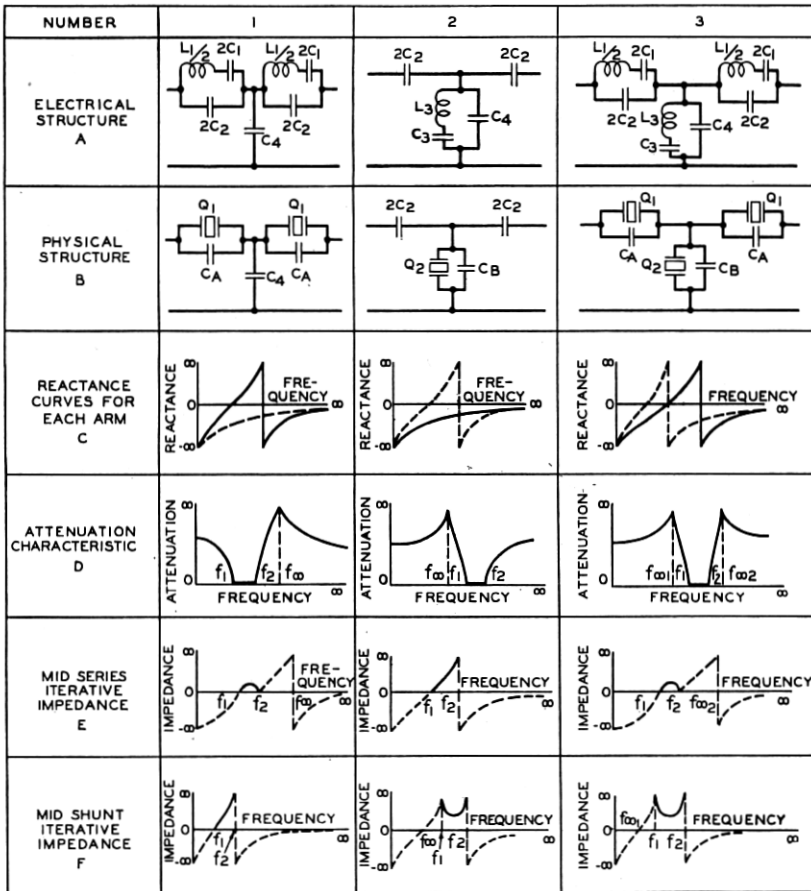 NUMBER 1 2 3
ELECTRICAL
STRUCTURE
A
L1/2 2C1 L1/2 2C1
2C2 2C2
C4
2C2 2C2
L3
C3
C4
L1/2 2C1 L1/2 2C1
2C2 2C2
L3
C3
C4
PHYSICAL
STRUCTURE
B
Q1 Q1
CA C4 CA
2C2 2C2
Q2 CB
Q1 Q1
CA CA
Q2 CB
REACTANCE
CURVES FOR
EACH ARM
C
REACTANCE
∞
0
-∞
FRE-
QUENCY
∞
REACTANCE
∞
0
-∞
FRE-
QUENCY
∞
REACTANCE
∞
0
-∞
FREQUENCY
∞
ATTENUATION
CHARACTERISTIC
D
ATTENUATION
∞
0
f1 f2 f∞
FREQUENCY
∞
ATTENUATION
∞
0
f∞ f1 f2
FREQUENCY
∞
ATTENUATION
∞
0
f∞1 f1 f2 f∞2
FREQUENCY
∞
MID SERIES
ITERATIVE
IMPEDANCE
E
IMPEDANCE
∞
0
-∞
FRE-
QUENCY
f1 f2 f∞
∞
IMPEDANCE
∞
0
-∞
FREQUENCY
f1 f2
∞
IMPEDANCE
∞
0
-∞
FREQUENCY
f1 f2 f∞2
∞
MID SHUNT
ITERATIVE
IMPEDANCE
F
IMPEDANCE
∞
0
-∞
FREQUENCY
f1
f2
∞
IMPEDANCE
∞
0
-∞
FREQUENCY
f∞ f2
f1
∞
IMPEDANCE
∞
0
-∞
FREQUENCY
f∞1
f1 f2
∞